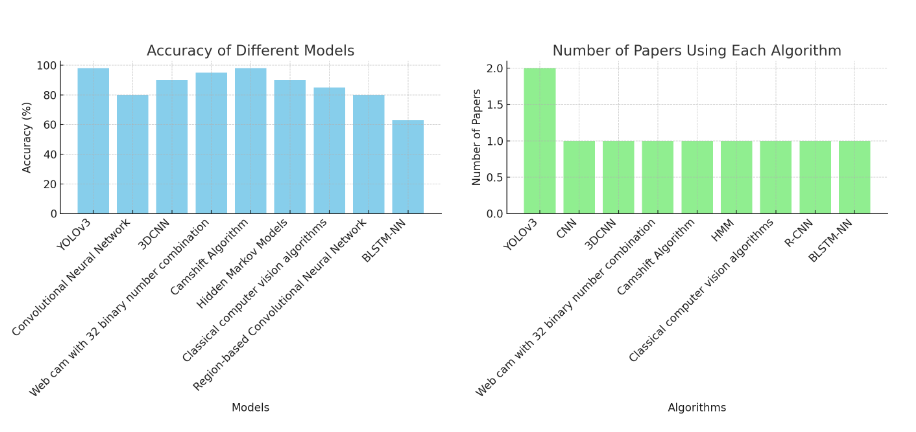 Accuracy of Different Models
Accuracy (%)
100
80
60
40
20
0
YOLOv3
Convolutional Neural Network
3DCNN
Web cam with 32 binary number combination
Camshift Algorithm
Hidden Markov Models
Classical computer vision algorithms
Region-based Convolutional Neural Network
BLSTM-NN
Models
Number of Papers Using Each Algorithm
Number of Papers
2.0
1.5
1.0
0.5
0.0
YOLOv3
CNN
3DCNN
Web cam with 32 binary number combination
Camshift Algorithm
HMM
Classical computer vision algorithms
R-CNN
BLSTM-NN
Algorithms